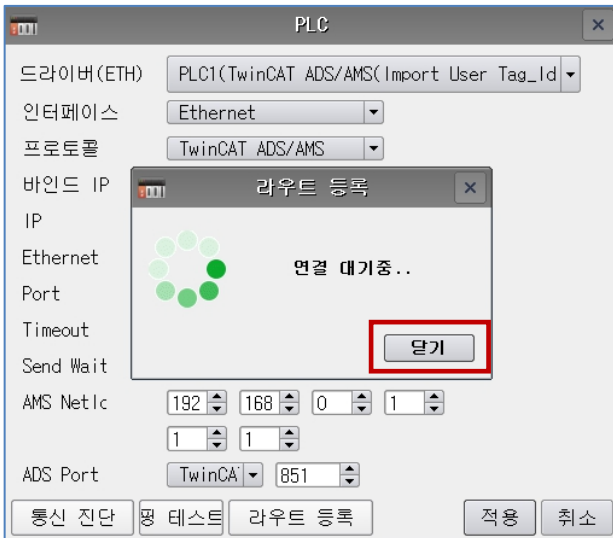 PLC
드라이버(ETH) PLC1(TwinCAT ADS/AMS(Import User Tag_Id
인터페이스 Ethernet
프로토콜 TwinCAT ADS/AMS
바인드 IP
라우트 등록
IP
Ethernet
연결 대기중..
Port
Timeout
닫기
Send Wait
AMS NetIc 192 168 0 1
1 1
ADS Port TwinCA 851
통신 진단 핑 테스트 라우트 등록 적용 취소